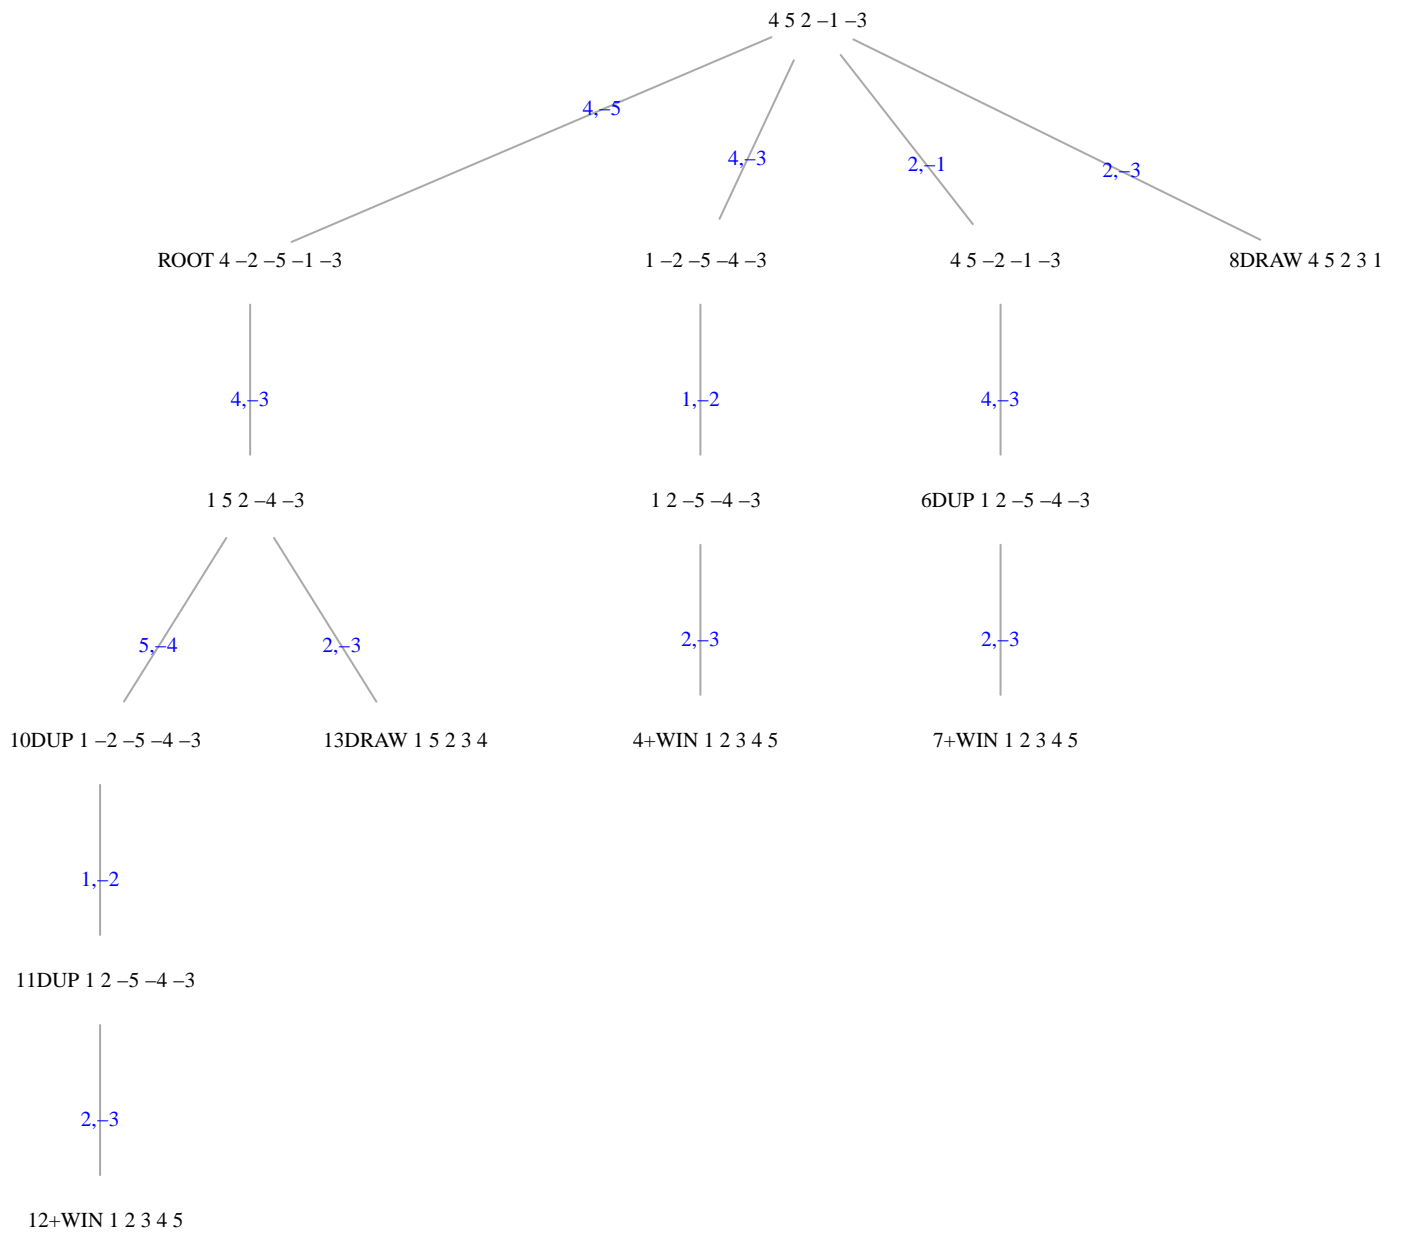 4 5 2 –1 –3
4,–5
4,–3
2,–1
2,–3
ROOT 4 –2 –5 –1 –3
1 –2 –5 –4 –3
4 5 –2 –1 –3
8DRAW 4 5 2 3 1
4,–3
1,–2
4,–3
1 5 2 –4 –3
1 2 –5 –4 –3
6DUP 1 2 –5 –4 –3
5,–4
2,–3
2,–3
2,–3
10DUP 1 –2 –5 –4 –3
13DRAW 1 5 2 3 4
4+WIN 1 2 3 4 5
7+WIN 1 2 3 4 5
1,–2
11DUP 1 2 –5 –4 –3
2,–3
12+WIN 1 2 3 4 5